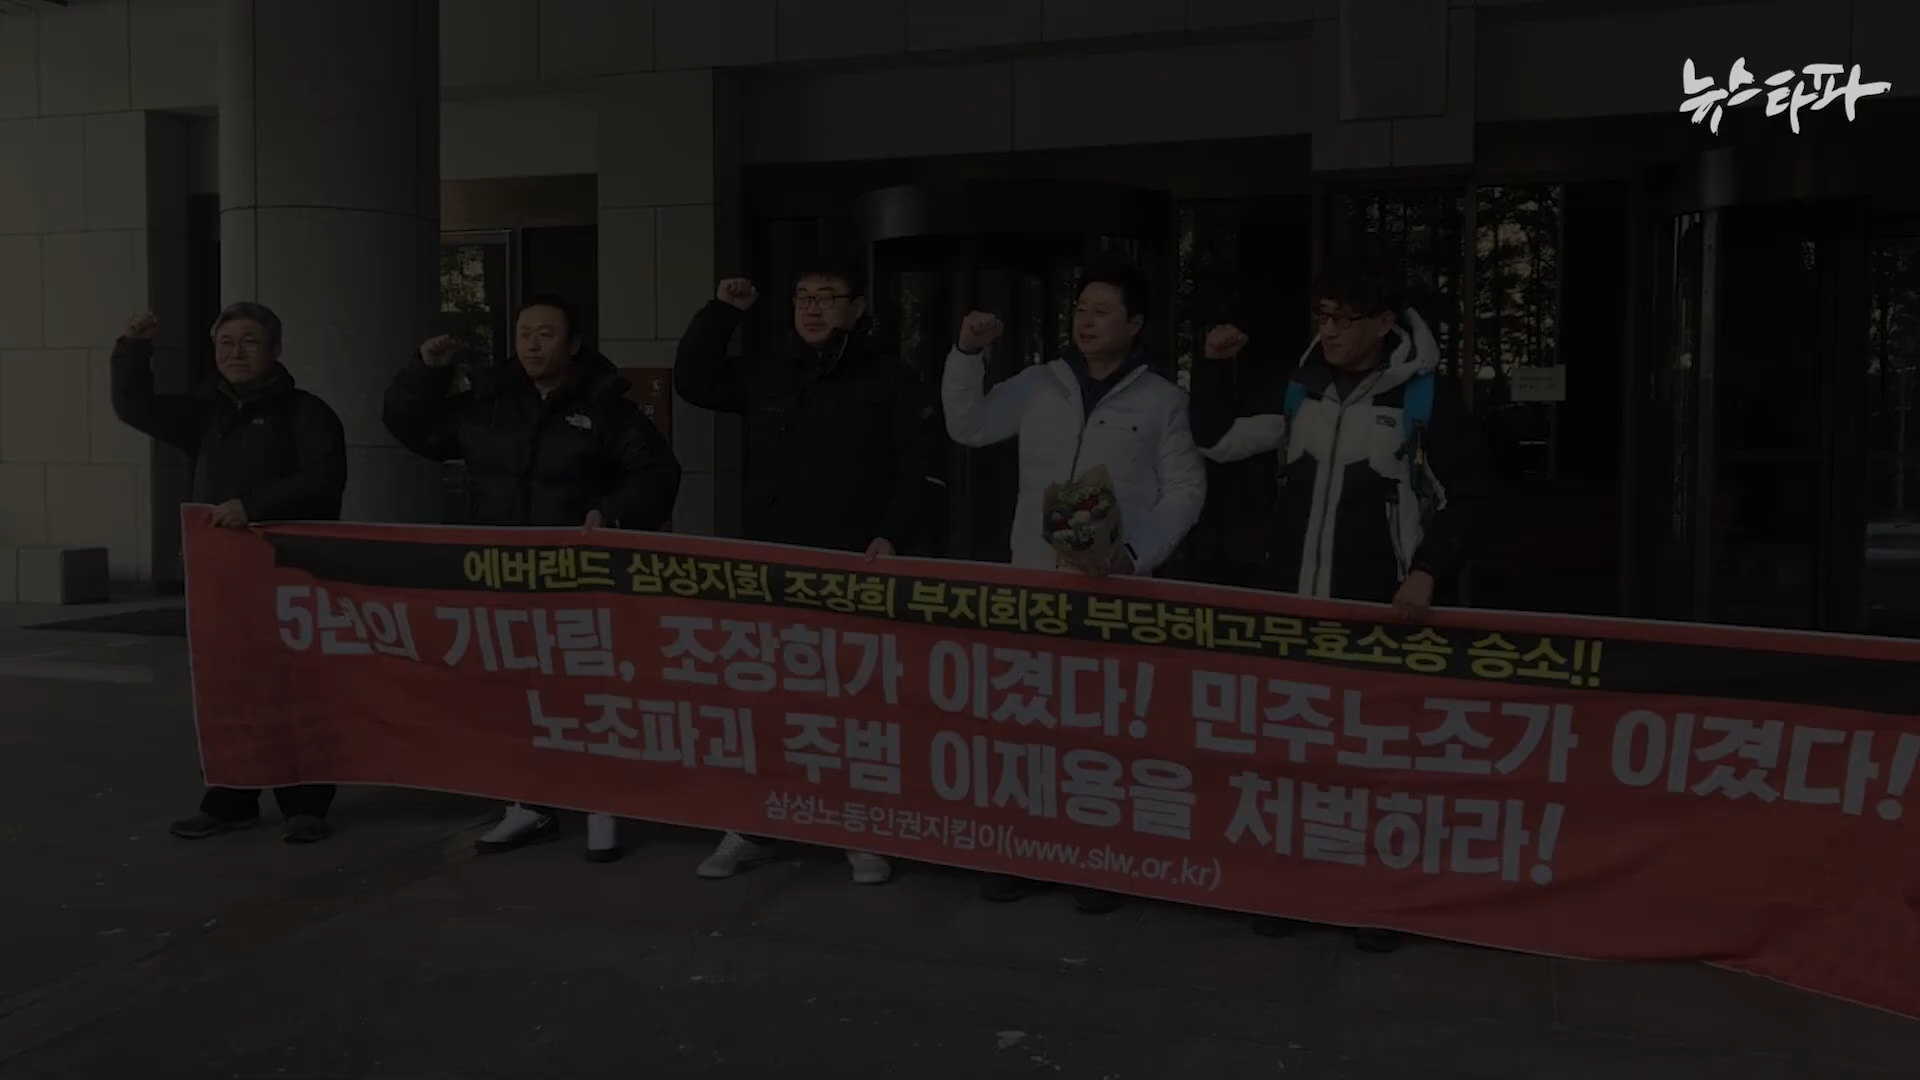 뉴스타파
에버랜드 삼성지회 조장희 부지회장 부당해고무효소송 승소!!
5년의 기다림, 조장희가 이겼다! 민주노조가 이겼다!
노조파괴 주범 이재용을 처벌하라!
삼성노동인권지킴이(www.slw.or.kr)